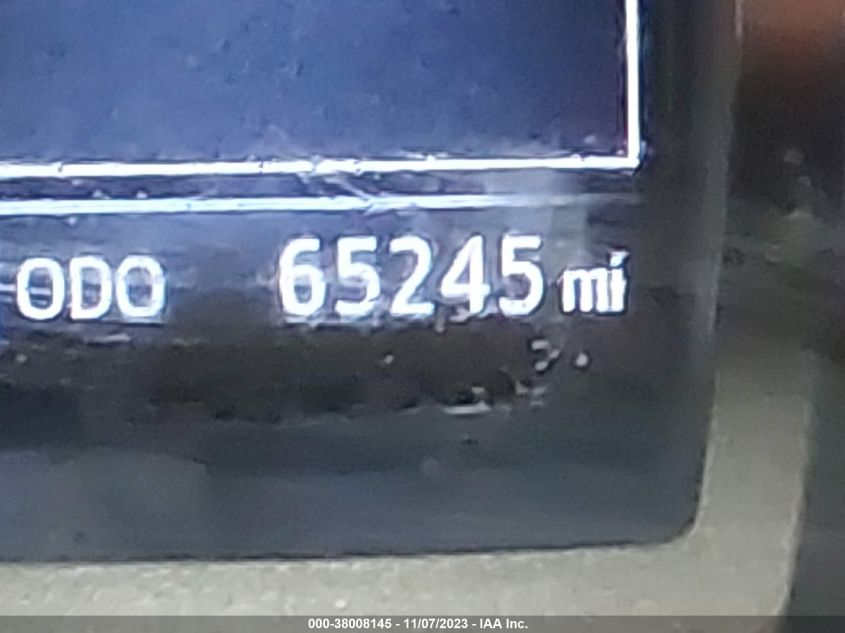 ODO 65245 mi
000-38008145 - 11/07/2023 - IAA Inc.